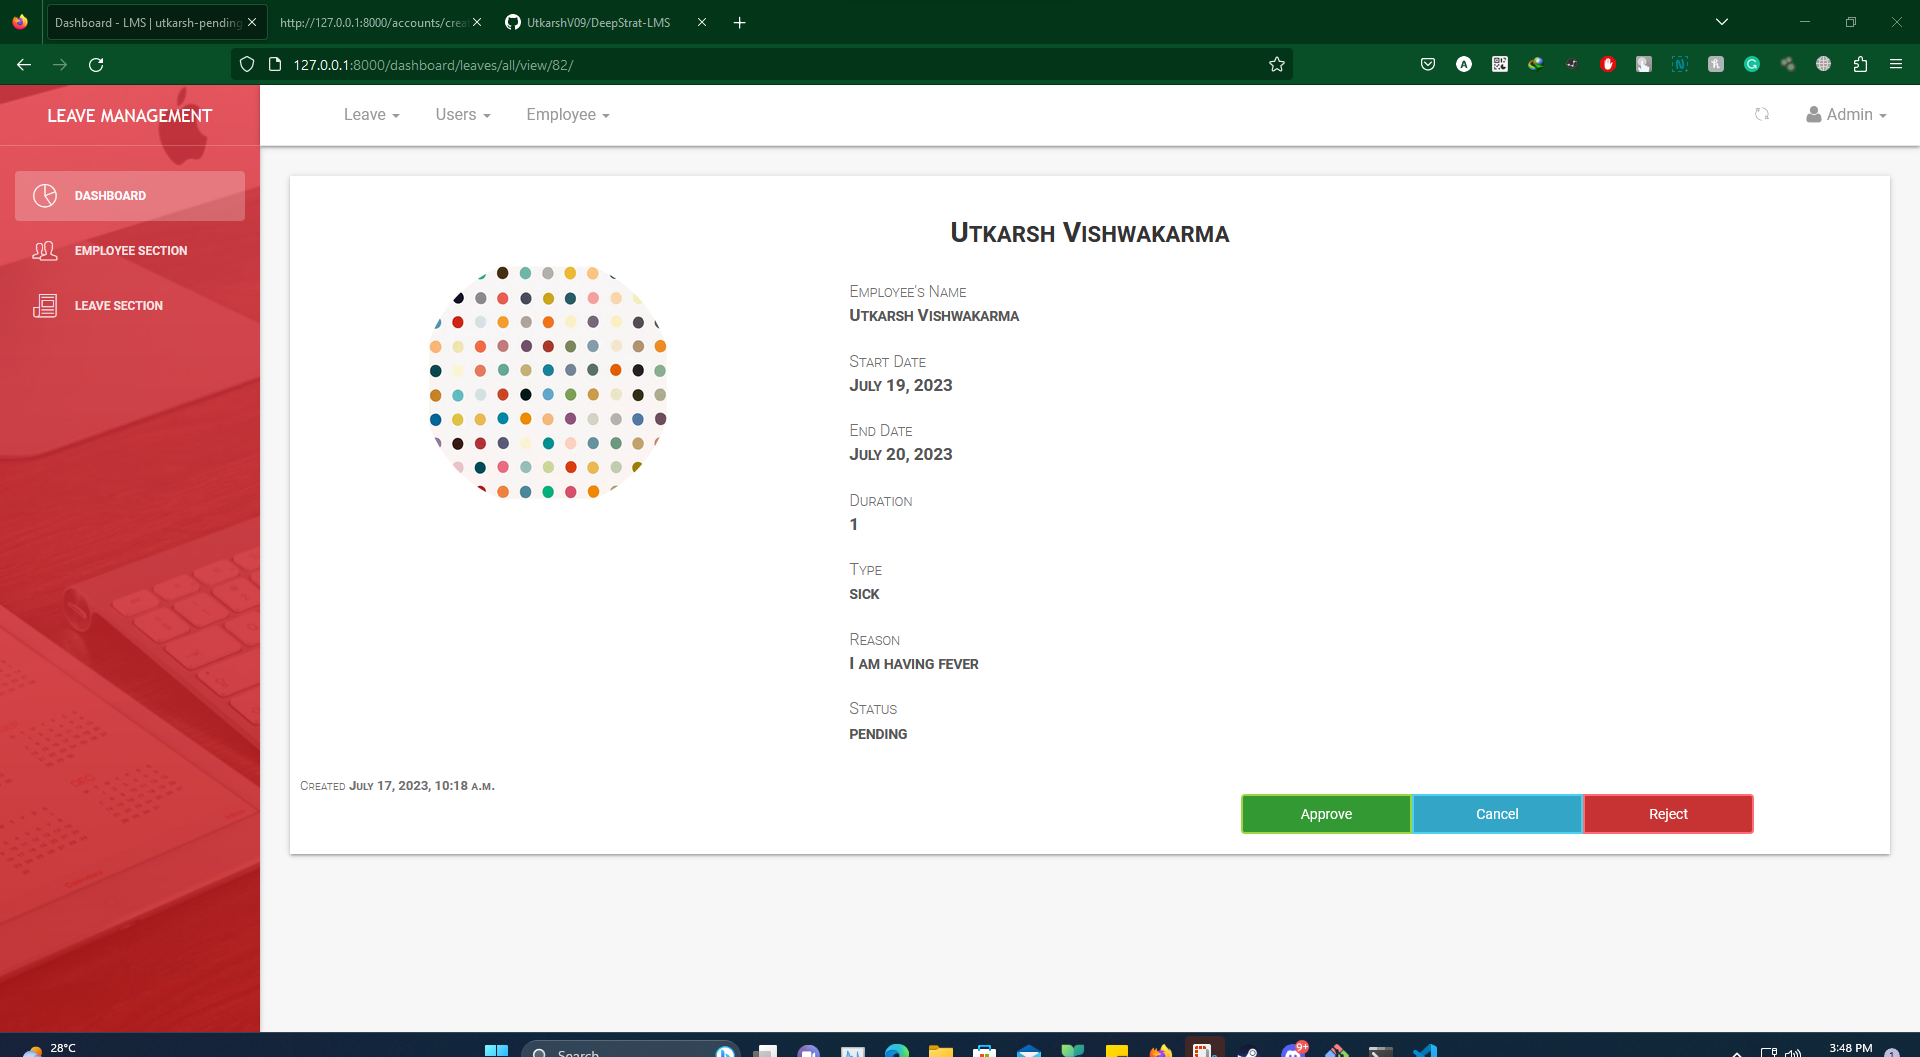 Dashboard - LMS | utkarsh-pending
http://127.0.0.1:8000/accounts/crea
UtkarshV09/DeepStrat-LMS
127.0.0.1:8000/dashboard/leaves/all/view/82/
LEAVE MANAGEMENT
Leave
Users
Employee
Admin
DASHBOARD
EMPLOYEE SECTION
LEAVE SECTION
Utkarsh Vishwakarma
Employee's Name
Utkarsh Vishwakarma
Start Date
July 19, 2023
End Date
July 20, 2023
Duration
1
Type
sick
Reason
I am having fever
Status
pending
Created July 17, 2023, 10:18 a.m.
Approve
Cancel
Reject
28°C
Search
9+
3:48 PM
1